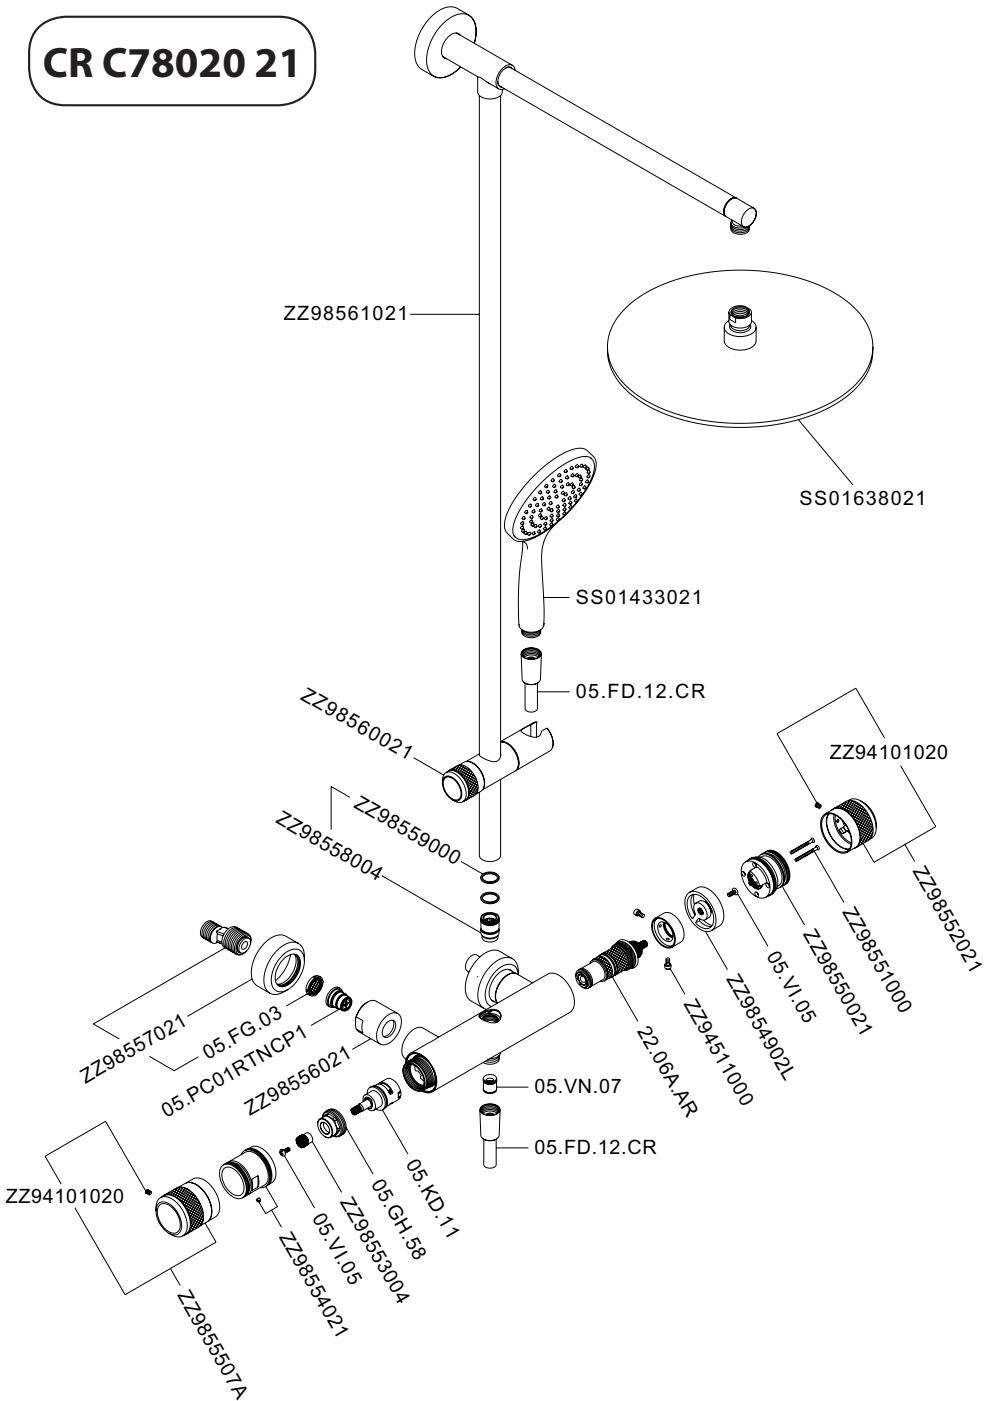 CR C78020 21
ZZ98561021
SS01638021
SS01433021
05.FD.12.CR
ZZ98560021
ZZ94101020
ZZ98559000
ZZ98558004
ZZ98552021
ZZ98551000
ZZ98550021
05.VI.05
ZZ9854902L
ZZ94511000
22.06A.AR
ZZ98557021
05.FG.03
05.PC01RTNCP1
ZZ98556021
05.VN.07
05.FD.12.CR
05.KD.11
05.GH.58
ZZ98553004
05.VI.05
ZZ98554021
ZZ94101020
ZZ9855507A